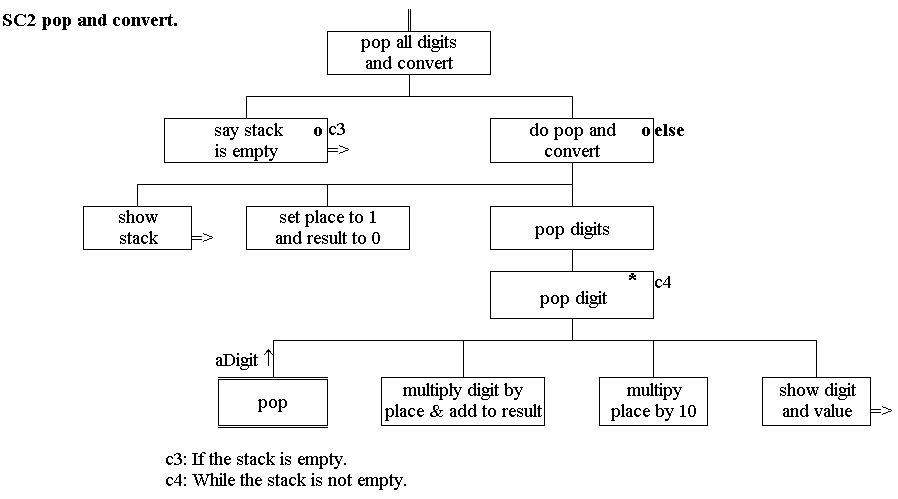 SC2 pop and convert.
pop all digits
and convert
say stack
is empty
o c3
=>
do pop and
convert
o else
show
stack
=>
set place to 1
and result to 0
pop digits
pop digit
* c4
aDigit ↑
pop
multiply digit by
place & add to result
multipy
place by 10
show digit
and value
=>
c3: If the stack is empty.
c4: While the stack is not empty.